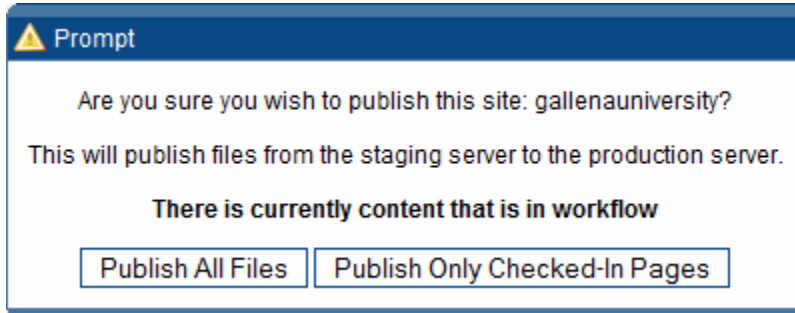 Prompt
Are you sure you wish to publish this site: gallenauniversity?
This will publish files from the staging server to the production server.
There is currently content that is in workflow
Publish All Files Publish Only Checked-In Pages